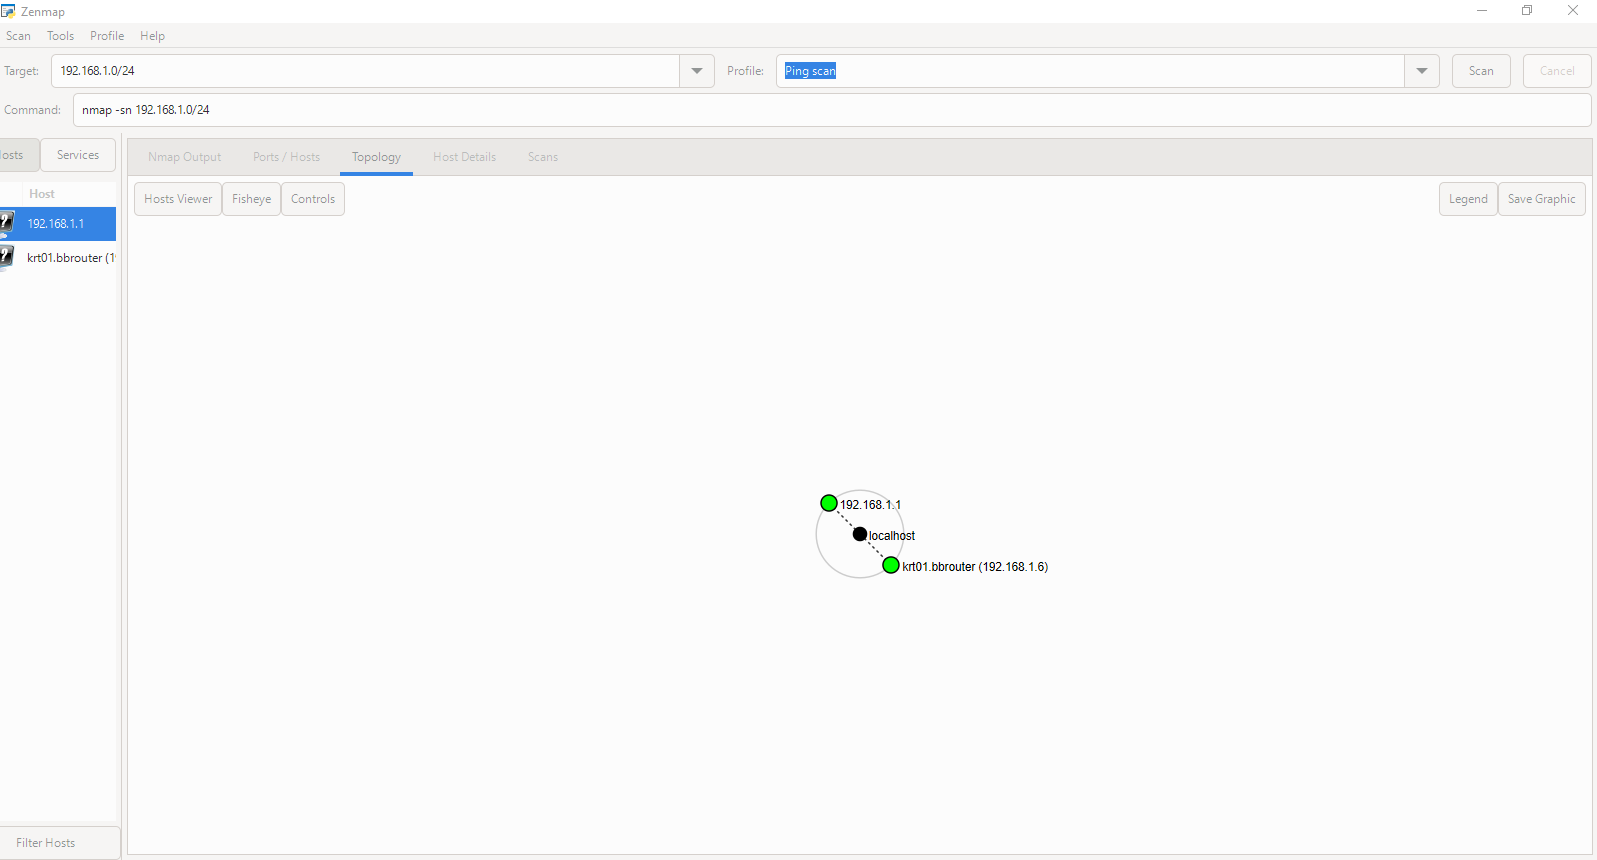 Zenmap
Scan Tools Profile Help
Target: 192.168.1.0/24 Profile: Ping scan Scan Cancel
Command: nmap -sn 192.168.1.0/24
osts Services Nmap Output Ports / Hosts Topology Host Details Scans
Host Hosts Viewer Fisheye Controls Legend Save Graphic
192.168.1.1
krt01.bbrouter (1
192.168.1.1
localhost
krt01.bbrouter (192.168.1.6)
Filter Hosts